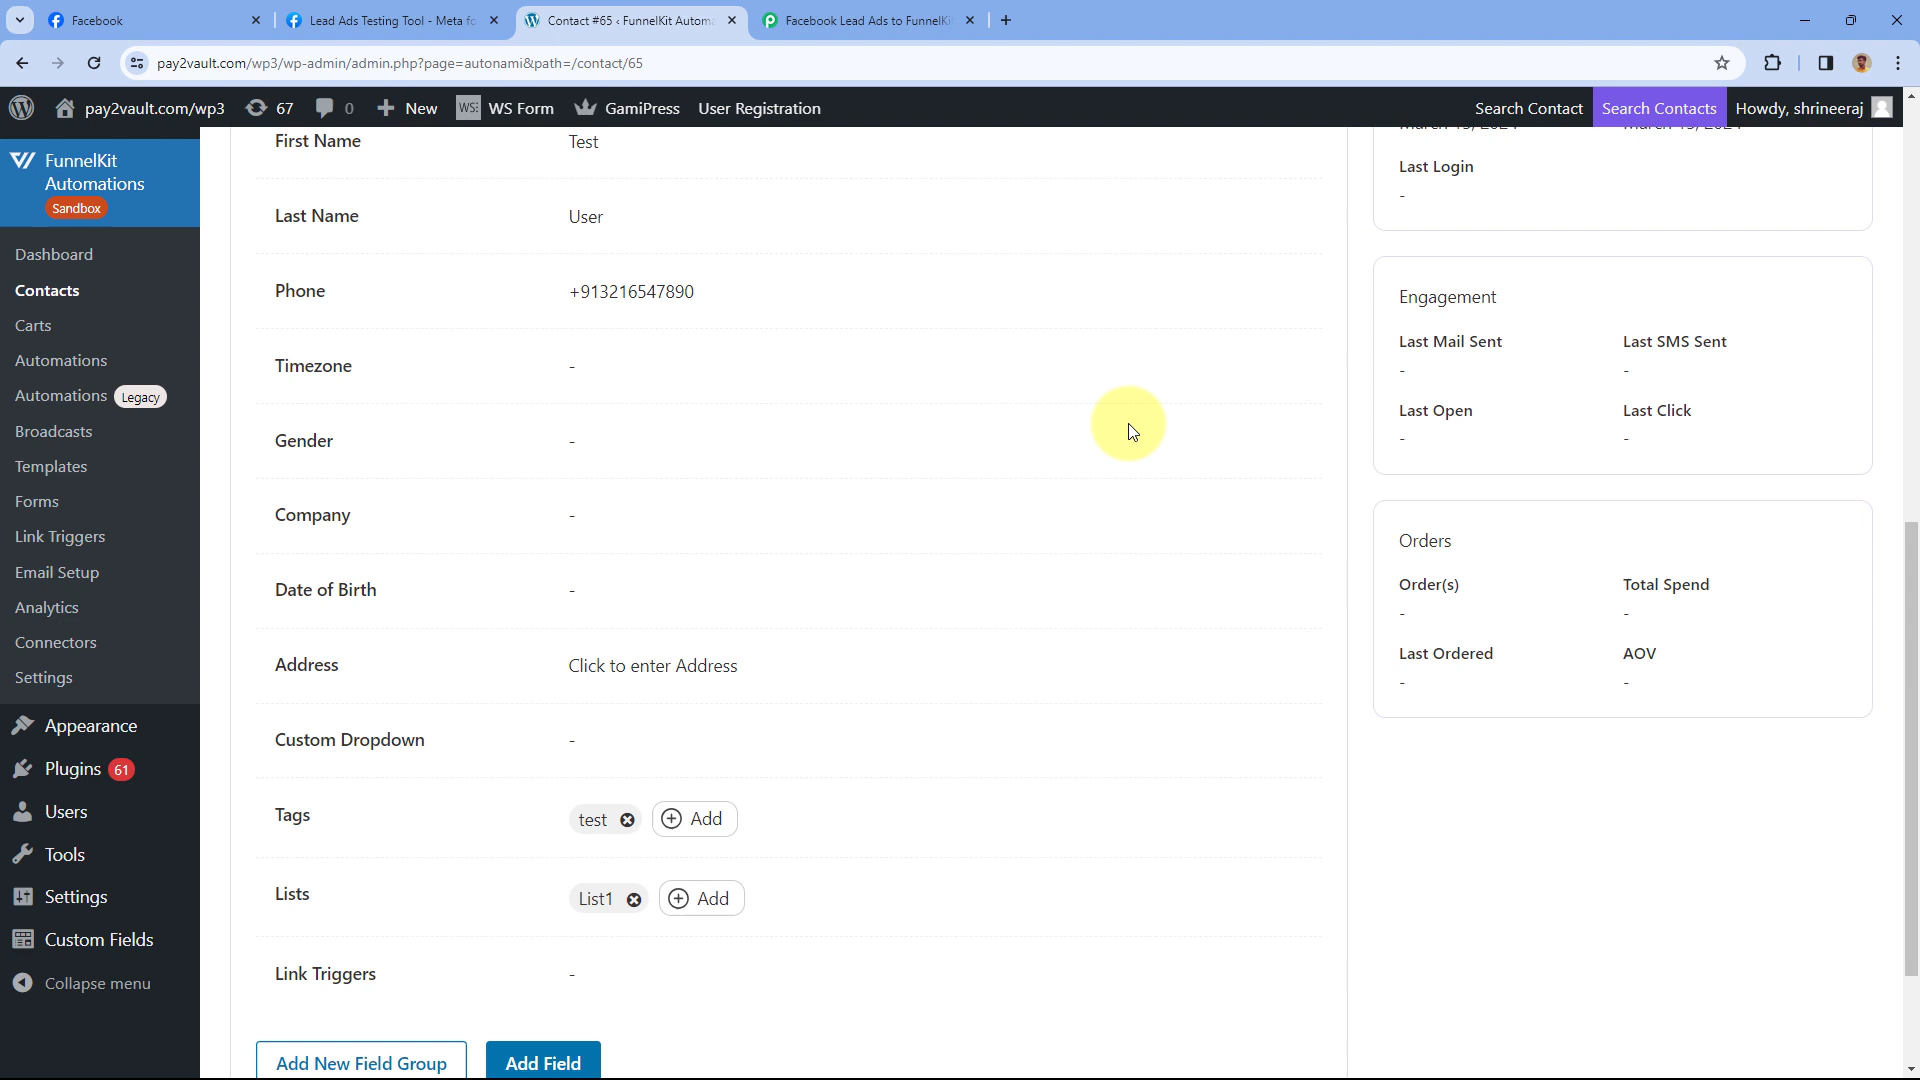 Facebook
Lead Ads Testing Tool - Meta fo
Contact #65 ‹ FunnelKit Automa
Facebook Lead Ads to FunnelKi
pay2vault.com/wp3/wp-admin/admin.php?page=autonami&path=/contact/65
pay2vault.com/wp3
67
0
New
WS Form
GamiPress
User Registration
Search Contact
Search Contacts
Howdy, shrineeraj
FunnelKit
Automations
Sandbox
Dashboard
Contacts
Carts
Automations
Automations Legacy
Broadcasts
Templates
Forms
Link Triggers
Email Setup
Analytics
Connectors
Settings
Appearance
Plugins 61
Users
Tools
Settings
Custom Fields
Collapse menu
First Name Test
Last Name User
Phone +913216547890
Timezone -
Gender -
Company -
Date of Birth -
Address Click to enter Address
Custom Dropdown -
Tags test Add
Lists List1 Add
Link Triggers -
Add New Field Group Add Field
Last Login
-
Engagement
Last Mail Sent Last SMS Sent
- -
Last Open Last Click
- -
Orders
Order(s) Total Spend
- -
Last Ordered AOV
- -